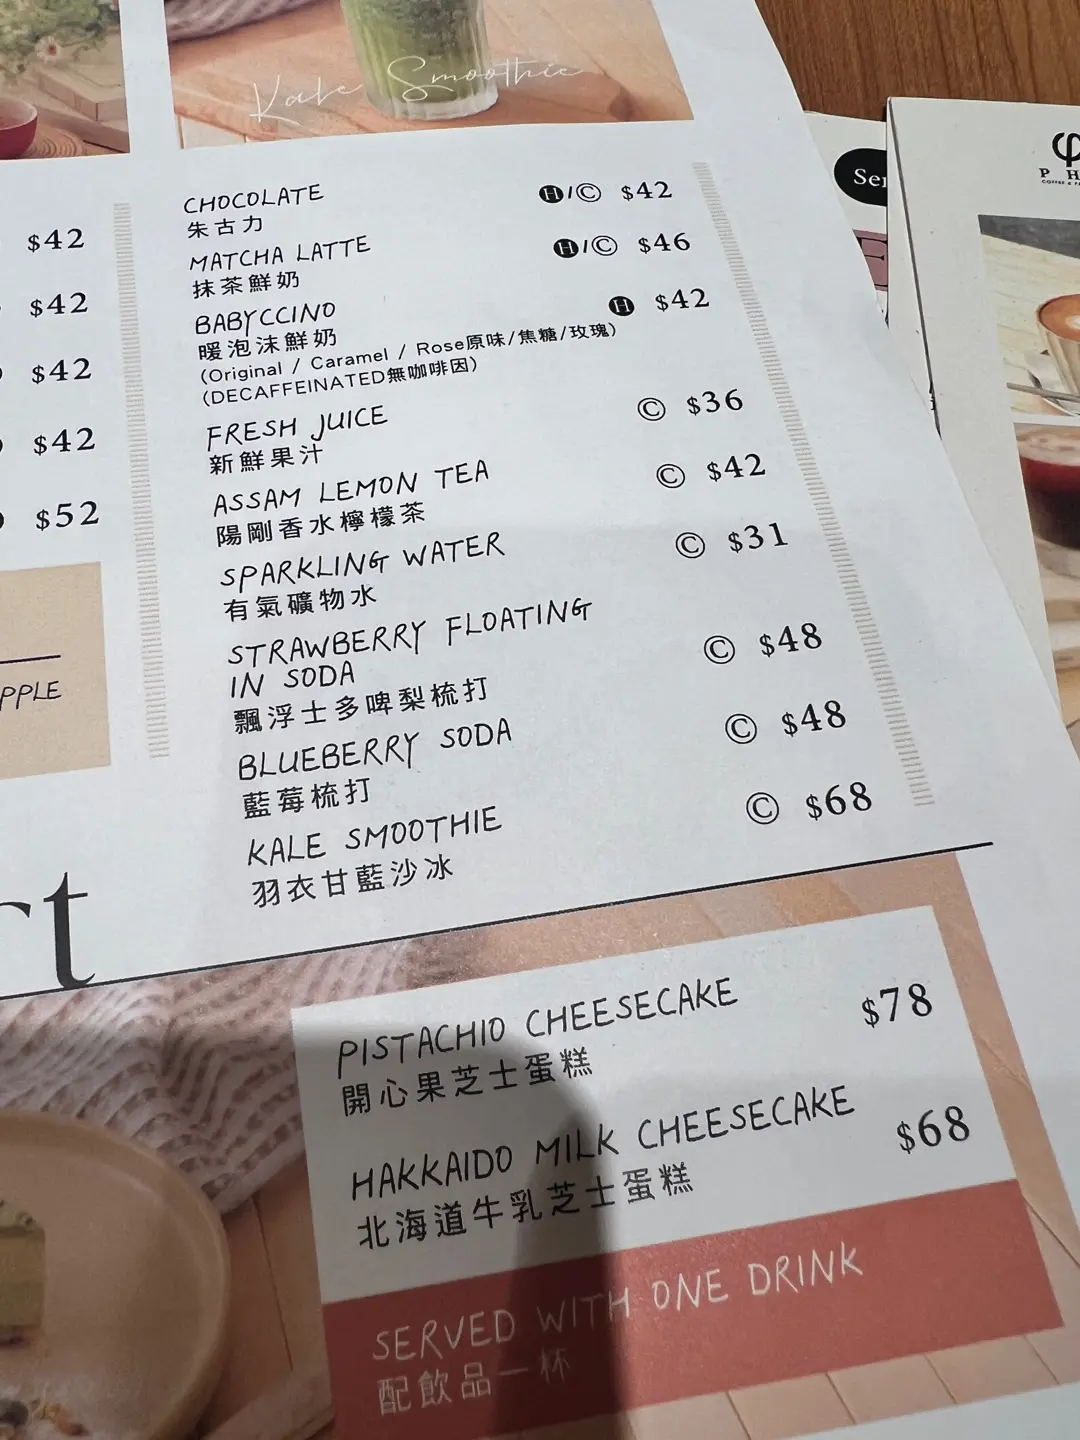 Kale Smoothie
$42
$42
$42
$42
$52
PPLE
CHOCOLATE Ⓗ/Ⓒ $42
朱古力
MATCHA LATTE Ⓗ/Ⓒ $46
抹茶鮮奶
BABYCCINO Ⓗ $42
暖泡沫鮮奶
(Original / Caramel / Rose原味/焦糖/玫瑰)
(DECAFFEINATED無咖啡因)
FRESH JUICE Ⓒ $36
新鮮果汁
ASSAM LEMON TEA Ⓒ $42
陽剛香水檸檬茶
SPARKLING WATER Ⓒ $31
有氣礦物水
STRAWBERRY FLOATING
IN SODA Ⓒ $48
飄浮士多啤梨梳打
BLUEBERRY SODA Ⓒ $48
藍莓梳打
KALE SMOOTHIE Ⓒ $68
羽衣甘藍沙冰
rt
PISTACHIO CHEESECAKE $78
開心果芝士蛋糕
HAKKAIDO MILK CHEESECAKE $68
北海道牛乳芝士蛋糕
SERVED WITH ONE DRINK
配飲品一杯
Ser
P H